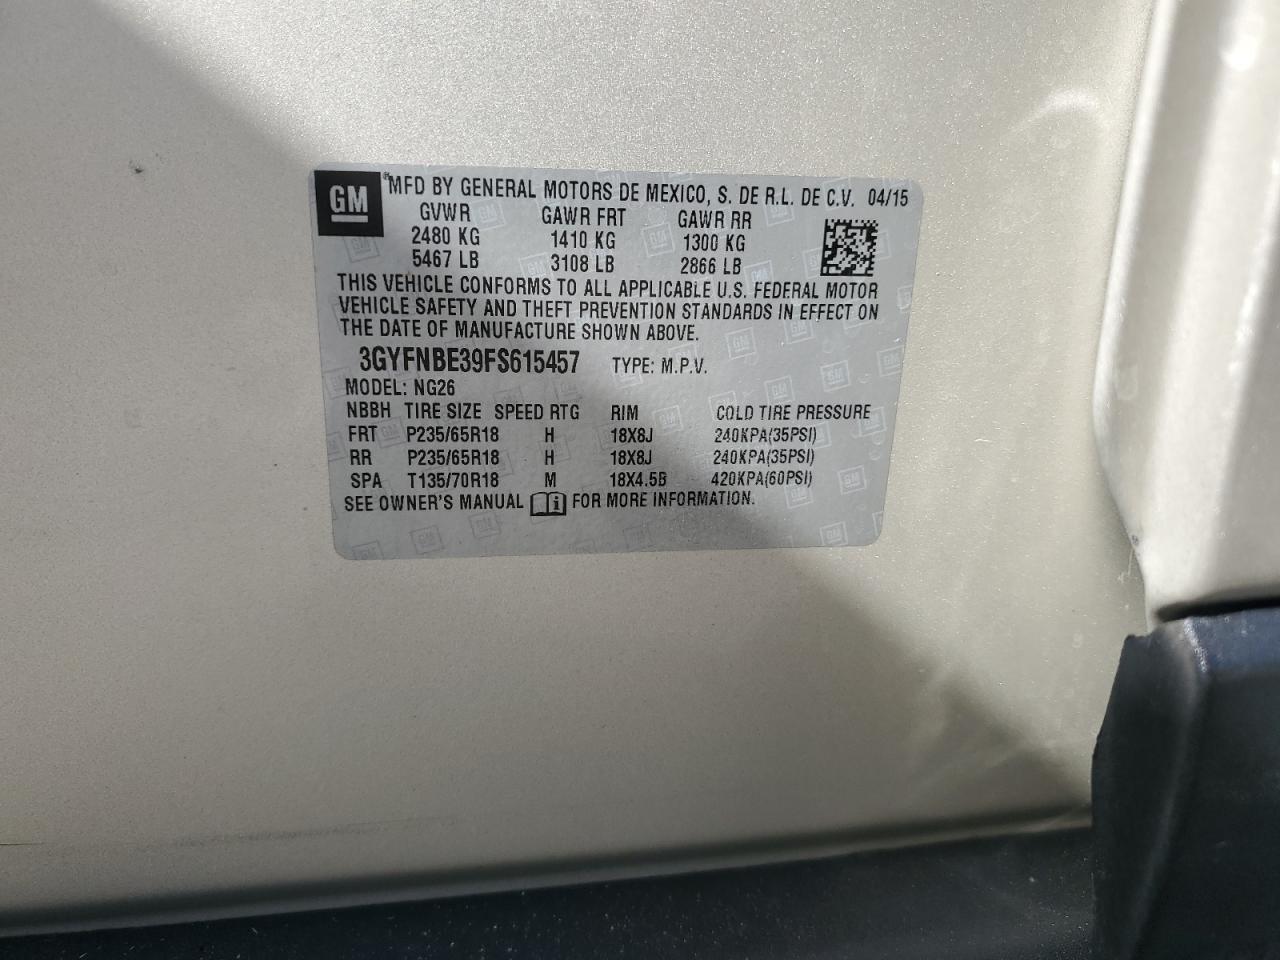 GM ® MFD BY GENERAL MOTORS DE MEXICO, S. DE R.L. DE C.V. 04/15
GVWR GAWR FRT GAWR RR
2480 KG 1410 KG 1300 KG
5467 LB 3108 LB 2866 LB
THIS VEHICLE CONFORMS TO ALL APPLICABLE U.S. FEDERAL MOTOR
VEHICLE SAFETY AND THEFT PREVENTION STANDARDS IN EFFECT ON
THE DATE OF MANUFACTURE SHOWN ABOVE.
3GYFNBE39FS615457 TYPE: M.P.V.
MODEL: NG26
NBBH TIRE SIZE SPEED RTG RIM COLD TIRE PRESSURE
FRT P235/65R18 H 18X8J 240KPA(35PSI)
RR P235/65R18 H 18X8J 240KPA(35PSI)
SPA T135/70R18 M 18X4.5B 420KPA(60PSI)
SEE OWNER'S MANUAL i FOR MORE INFORMATION.